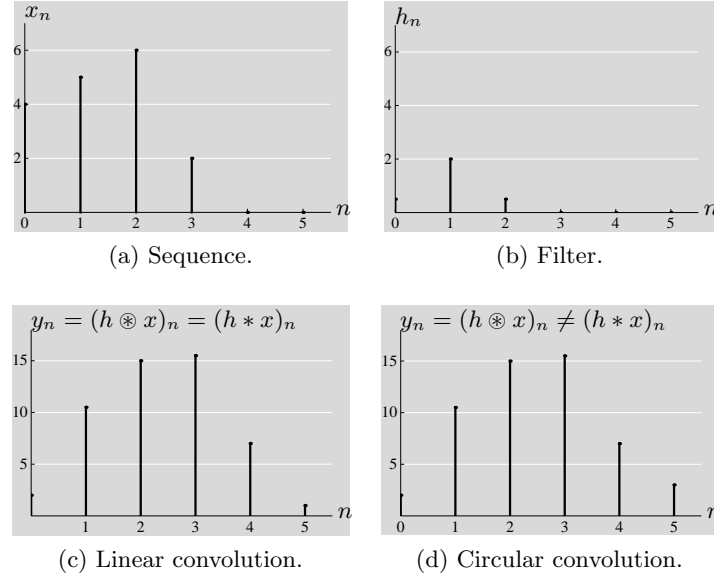 x_n
6
4
2
0 1 2 3 4 5 n
(a) Sequence.
h_n
6
4
2
0 1 2 3 4 5 n
(b) Filter.
y_n = (h ⊛ x)_n = (h ∗ x)_n
15
10
5
1 2 3 4 5 n
(c) Linear convolution.
y_n = (h ⊛ x)_n ≠ (h ∗ x)_n
15
10
5
0 1 2 3 4 5 n
(d) Circular convolution.